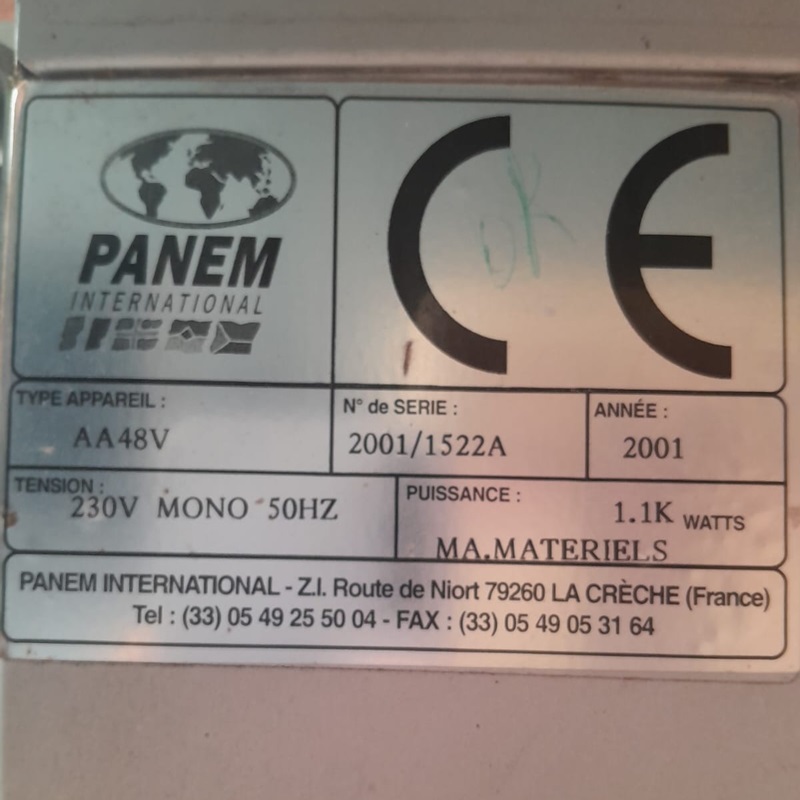 PANEM
INTERNATIONAL
CE
OK
TYPE APPAREIL :
AA48V
N° de SERIE :
2001/1522A
ANNÉE :
2001
TENSION :
230V MONO 50HZ
PUISSANCE :
1.1K WATTS
MA.MATERIELS
PANEM INTERNATIONAL - Z.I. Route de Niort 79260 LA CRÈCHE (France)
Tel : (33) 05 49 25 50 04 - FAX : (33) 05 49 05 31 64